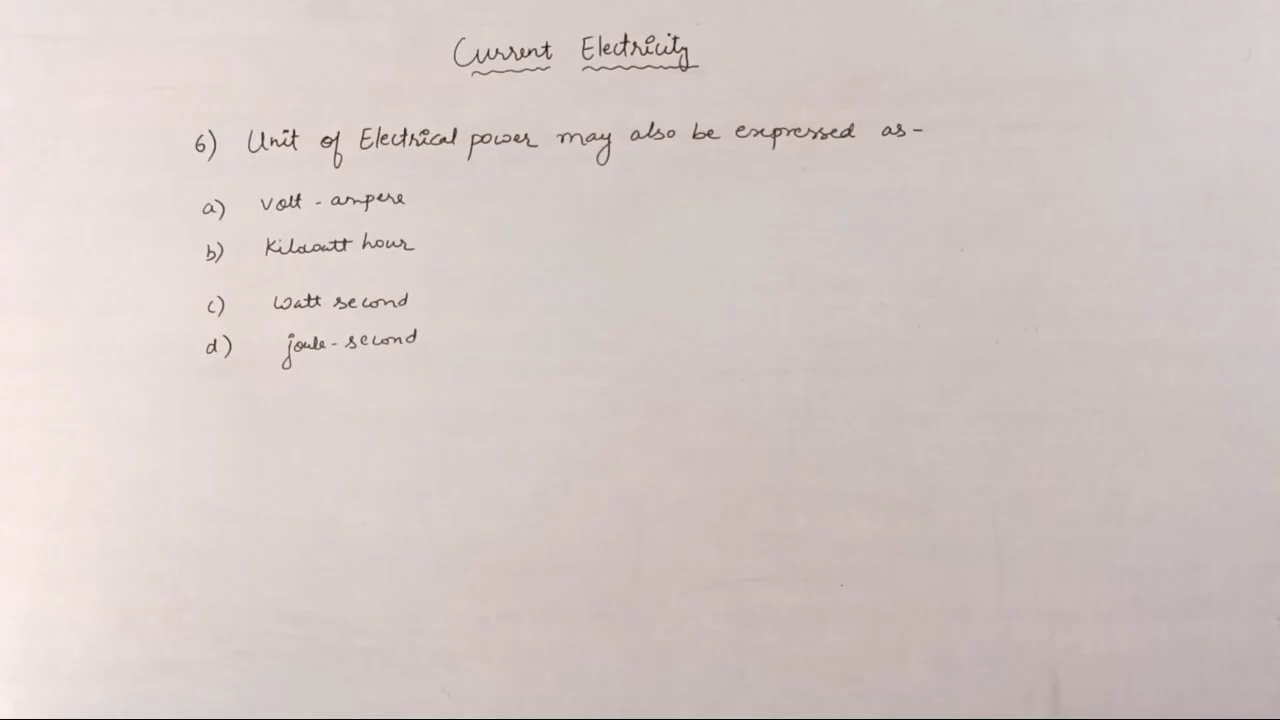 Current Electricity
6) Unit of Electrical power may also be expressed as-
a) volt-ampere
b) Kilowatt hour
c) watt second
d) joule-second